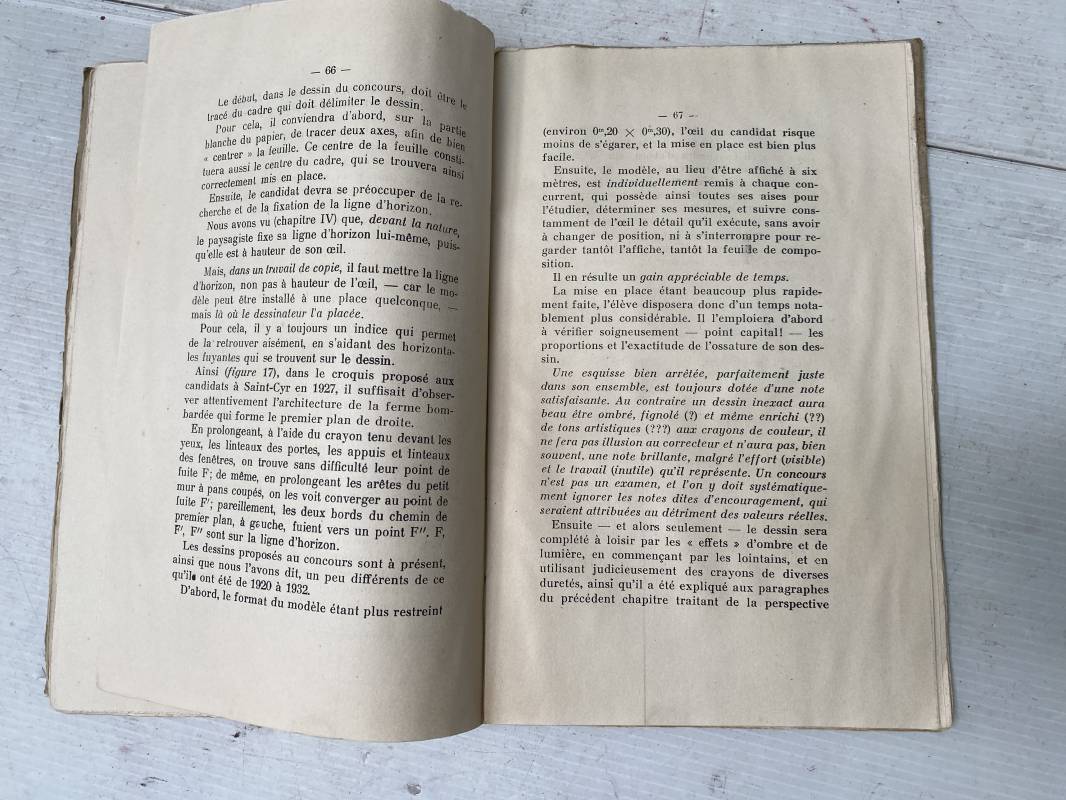 — 66 —
Le début, dans le dessin du concours, doit être le
tracé du cadre qui doit délimiter le dessin.
Pour cela, il conviendra d'abord, sur la partie
blanche du papier, de tracer deux axes, afin de bien
« centrer » la feuille. Ce centre de la feuille consti-
tuera aussi le centre du cadre, qui se trouvera ainsi
correctement mis en place.
Ensuite, le candidat devra se préoccuper de la re-
cherche et de la fixation de la ligne d'horizon.
Nous avons vu (chapitre IV) que, devant la nature,
le paysagiste fixe sa ligne d'horizon lui-même, puis-
qu'elle est à hauteur de son œil.
Mais, dans un travail de copie, il faut mettre la ligne
d'horizon, non pas à hauteur de l'œil, — car le mo-
dèle peut être installé à une place quelconque, —
mais là où le dessinateur l'a placée.
Pour cela, il y a toujours un indice qui permet
de la retrouver aisément, en s'aidant des horizonta-
les fuyantes qui se trouvent sur le dessin.
Ainsi (figure 17), dans le croquis proposé aux
candidats à Saint-Cyr en 1927, il suffisait d'obser-
ver attentivement l'architecture de la ferme bom-
bardée qui forme le premier plan de droite.
En prolongeant, à l'aide du crayon tenu devant les
yeux, les linteaux des portes, les appuis et linteaux
des fenêtres, on trouve sans difficulté leur point de
fuite F; de même, en prolongeant les arêtes du petit
mur à pans coupés, on les voit converger au point de
fuite F'; pareillement, les deux bords du chemin de
premier plan, à gauche, fuient vers un point F". F,
F', F" sont sur la ligne d'horizon.
Les dessins proposés au concours sont à présent,
ainsi que nous l'avons dit, un peu différents de ce
qu'ils ont été de 1920 à 1932.
D'abord, le format du modèle étant plus restreint
— 67 —
(environ 0m,20 × 0m,30), l'œil du candidat risque
moins de s'égarer, et la mise en place est bien plus
facile.
Ensuite, le modèle, au lieu d'être affiché à six
mètres, est individuellement remis à chaque con-
current, qui possède ainsi toutes ses aises pour
l'étudier, déterminer ses mesures, et suivre cons-
tamment de l'œil le détail qu'il exécute, sans avoir
à changer de position, ni à s'interrompre pour re-
garder tantôt l'affiche, tantôt la feuille de compo-
sition.
Il en résulte un gain appréciable de temps.
La mise en place étant beaucoup plus rapide-
ment faite, l'élève disposera donc d'un temps nota-
blement plus considérable. Il l'emploiera d'abord
à vérifier soigneusement — point capital! — les
proportions et l'exactitude de l'ossature de son des-
sin.
Une esquisse bien arrêtée, parfaitement juste
dans son ensemble, est toujours dotée d'une note
satisfaisante. Au contraire un dessin inexact aura
beau être ombré, fignolé (?) et même enrichi (??)
de tons artistiques (???) aux crayons de couleur, il
ne fera pas illusion au correcteur et n'aura pas, bien
souvent, une note brillante, malgré l'effort (visible)
et le travail (inutile) qu'il représente. Un concours
n'est pas un examen, et l'on y doit systématique-
ment ignorer les notes dites d'encouragement, qui
seraient attribuées au détriment des valeurs réelles.
Ensuite — et alors seulement — le dessin sera
complété à loisir par les « effets » d'ombre et de
lumière, en commençant par les lointains, et en
utilisant judicieusement des crayons de diverses
duretés, ainsi qu'il a été expliqué aux paragraphes
du précédent chapitre traitant de la perspective